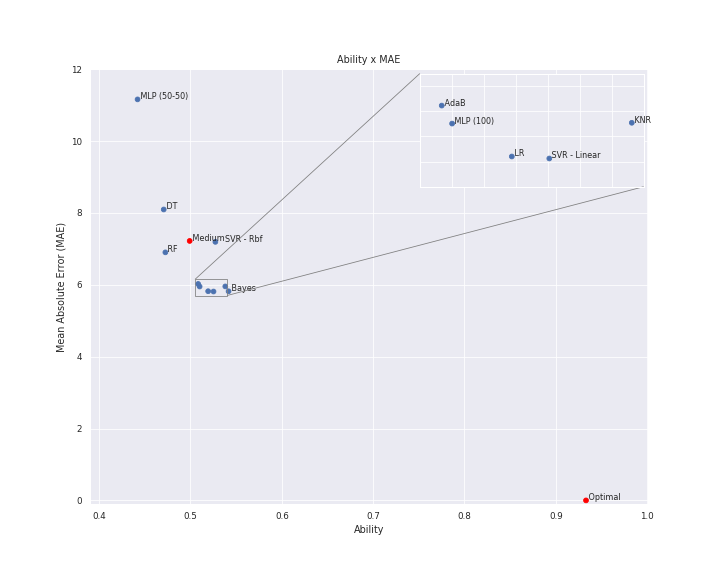 Ability x MAE
12
10
8
6
4
2
0
Mean Absolute Error (MAE)
MLP (50-50)
AdaB
MLP (100)
KNR
LR
SVR - Linear
DT
Medium
SVR - Rbf
RF
Bayes
Optimal
0.4
0.5
0.6
0.7
0.8
0.9
1.0
Ability